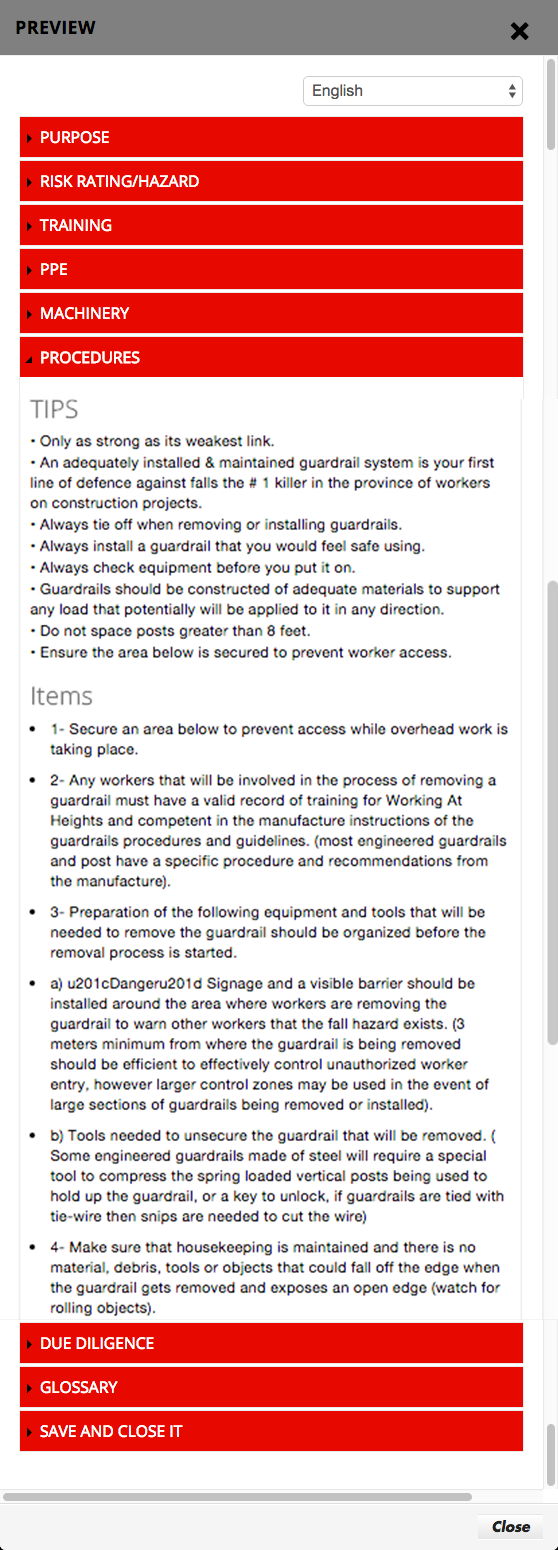 PREVIEW
English
PURPOSE
RISK RATING/HAZARD
TRAINING
PPE
MACHINERY
PROCEDURES
TIPS
• Only as strong as its weakest link.
• An adequately installed & maintained guardrail system is your first
line of defence against falls the # 1 killer in the province of workers
on construction projects.
• Always tie off when removing or installing guardrails.
• Always install a guardrail that you would feel safe using.
• Always check equipment before you put it on.
• Guardrails should be constructed of adequate materials to support
any load that potentially will be applied to it in any direction.
• Do not space posts greater than 8 feet.
• Ensure the area below is secured to prevent worker access.
Items
• 1- Secure an area below to prevent access while overhead work is
taking place.
• 2- Any workers that will be involved in the process of removing a
guardrail must have a valid record of training for Working At
Heights and competent in the manufacture instructions of the
guardrails procedures and guidelines. (most engineered guardrails
and post have a specific procedure and recommendations from
the manufacture).
• 3- Preparation of the following equipment and tools that will be
needed to remove the guardrail should be organized before the
removal process is started.
• a) u201cDangeru201d Signage and a visible barrier should be
installed around the area where workers are removing the
guardrail to warn other workers that the fall hazard exists. (3
meters minimum from where the guardrail is being removed
should be efficient to effectively control unauthorized worker
entry, however larger control zones may be used in the event of
large sections of guardrails being removed or installed).
• b) Tools needed to unsecure the guardrail that will be removed. (
Some engineered guardrails made of steel will require a special
tool to compress the spring loaded vertical posts being used to
hold up the guardrail, or a key to unlock, if guardrails are tied with
tie-wire then snips are needed to cut the wire)
• 4- Make sure that housekeeping is maintained and there is no
material, debris, tools or objects that could fall off the edge when
the guardrail gets removed and exposes an open edge (watch for
rolling objects).
DUE DILIGENCE
GLOSSARY
SAVE AND CLOSE IT
Close